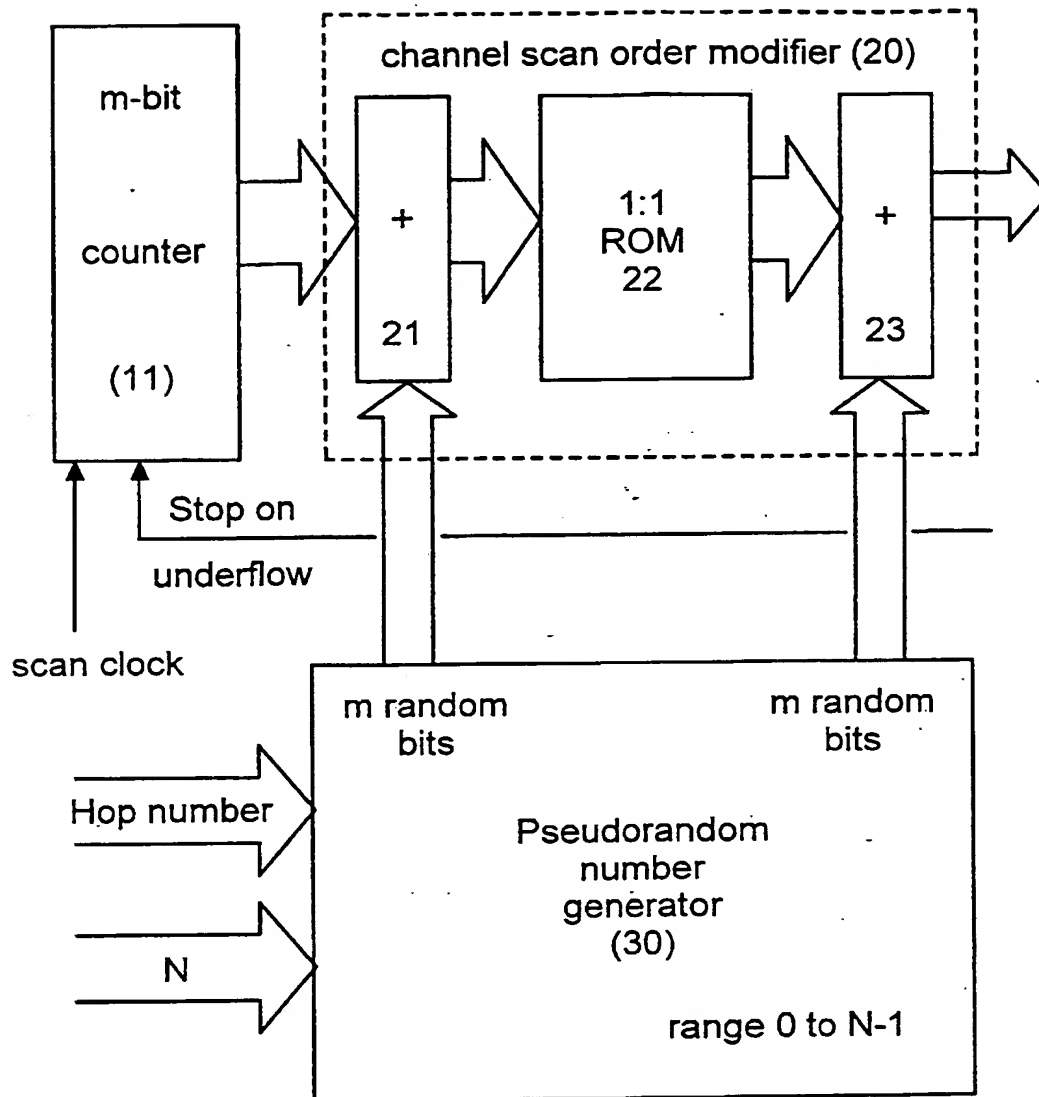 m-bit
counter
(11)
channel scan order modifier (20)
+
21
1:1
ROM
22
+
23
Stop on
underflow
scan clock
m random
bits
m random
bits
Hop number
N
Pseudorandom
number
generator
(30)
range 0 to N-1